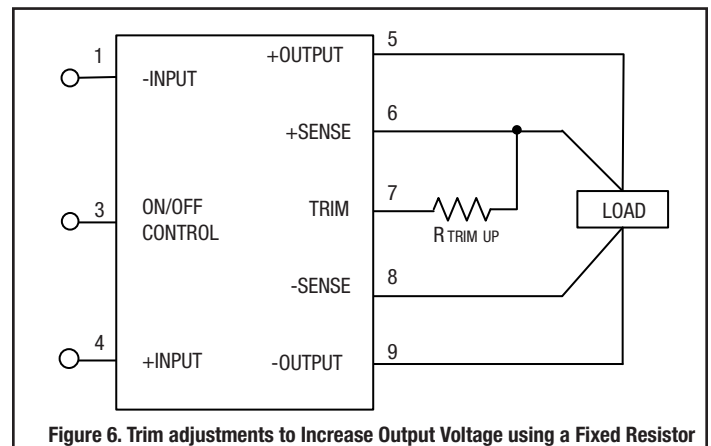 1
-INPUT
3
ON/OFF
CONTROL
4
+INPUT
+OUTPUT
5
+SENSE
6
TRIM
7
R TRIM UP
-SENSE
8
-OUTPUT
9
LOAD
Figure 6. Trim adjustments to Increase Output Voltage using a Fixed Resistor